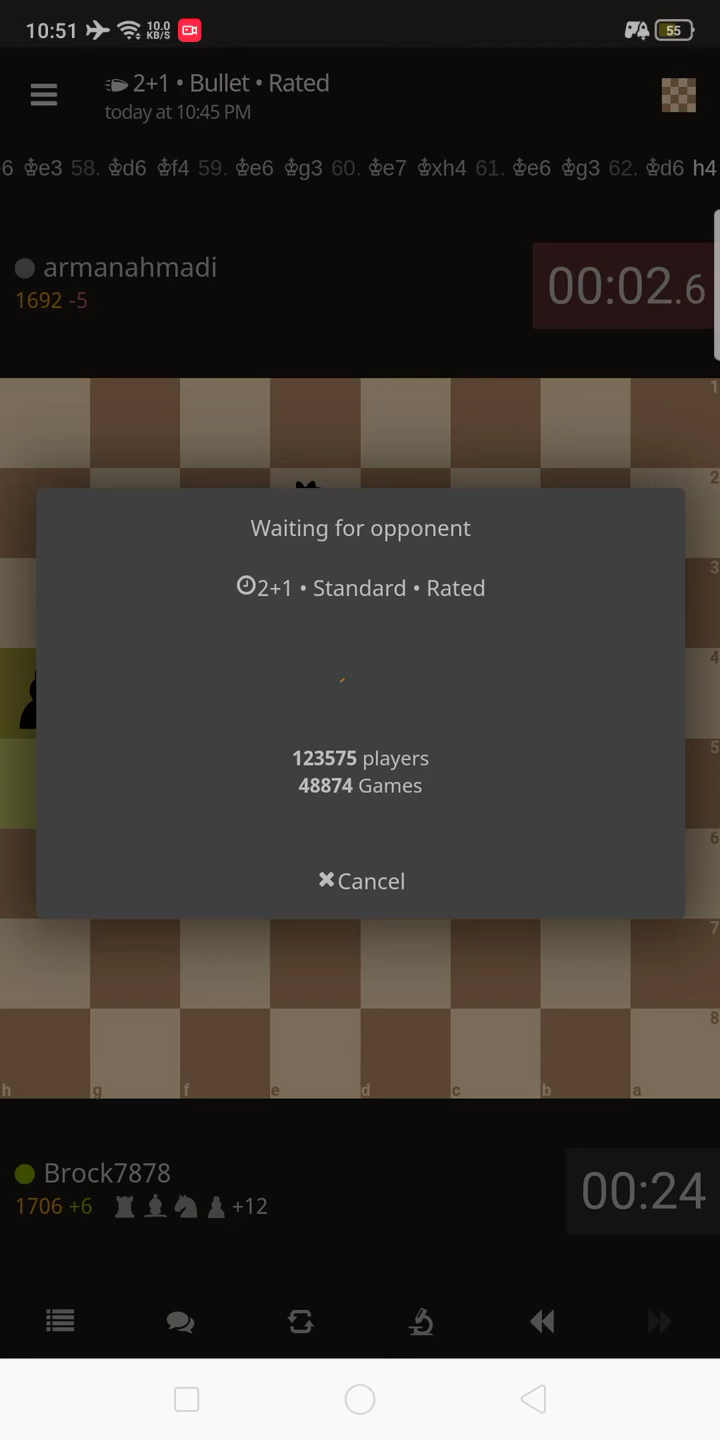 10:51 10.0 KB/S 55
2+1 • Bullet • Rated
today at 10:45 PM
6 ♔e3 58. ♔d6 ♔f4 59. ♔e6 ♔g3 60. ♔e7 ♔xh4 61. ♔e6 ♔g3 62. ♔d6 h4
armanahmadi
1692 -5
00:02.6
1
2
Waiting for opponent
3
2+1 • Standard • Rated
4
5
123575 players
48874 Games
6
Cancel
7
8
h g f e d c b a
Brock7878
1706 +6 +12
00:24